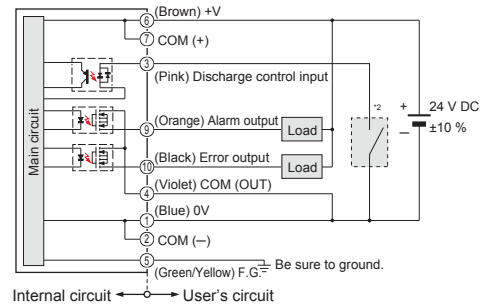 (Brown) +V
6
7
COM (+)
3
(Pink) Discharge control input
*2
+
24 V DC
–
±10 %
Main circuit
(Orange) Alarm output
9
Load
(Black) Error output
10
Load
(Violet) COM (OUT)
4
(Blue) 0V
1
2
COM (–)
5
Be sure to ground.
(Green/Yellow) F.G.
Internal circuit
User's circuit